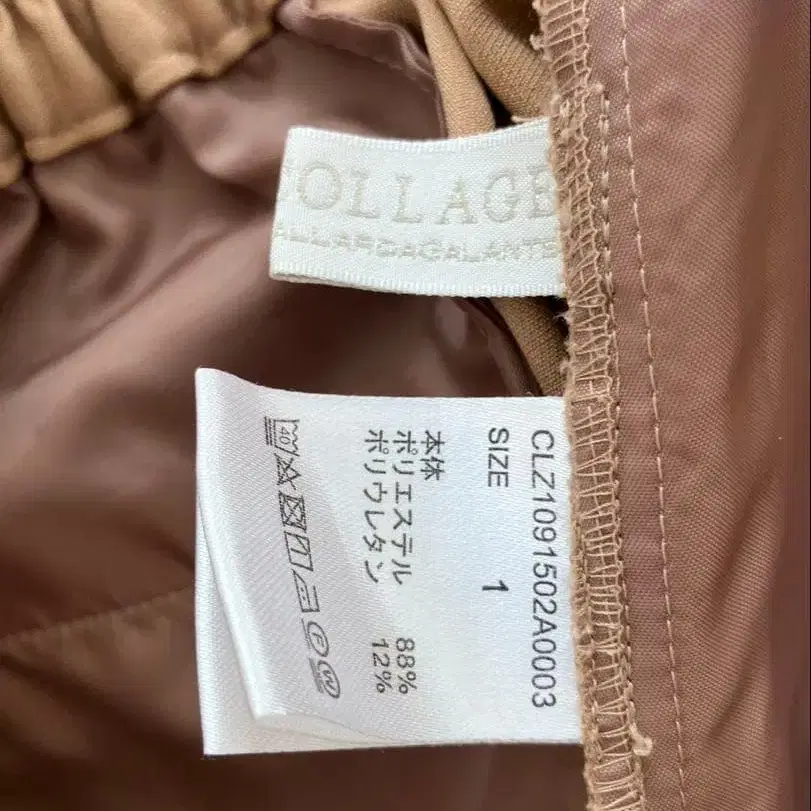 OLLAGE
ALLARDAGALANTE
CLZ1091502A0003
SIZE 1
本体
ポリエステル 88%
ポリウレタン 12%
40
F
W